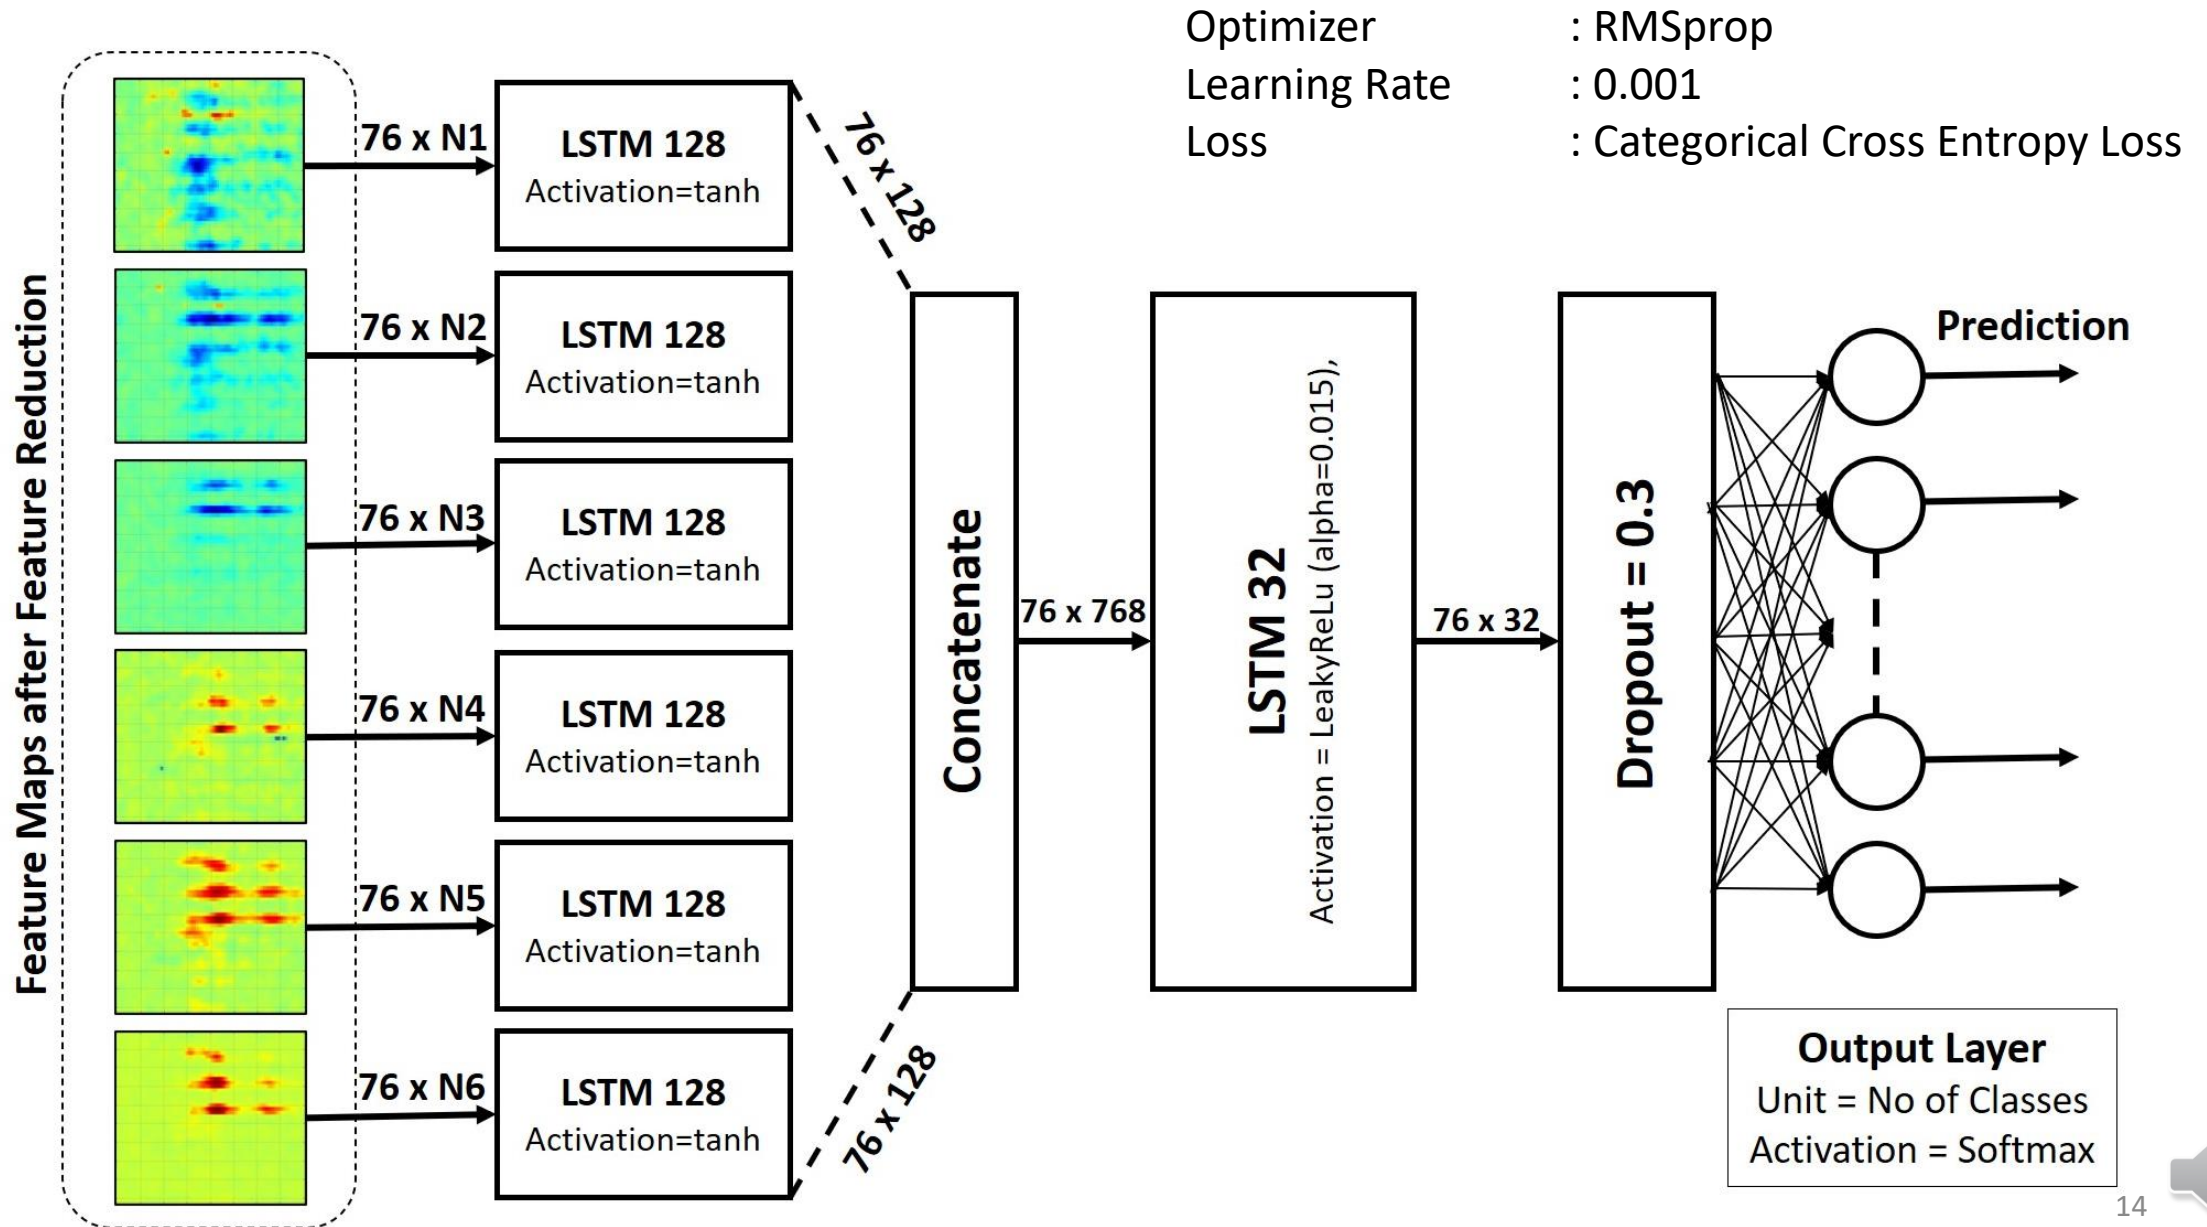 Optimizer : RMSprop
Learning Rate : 0.001
Loss : Categorical Cross Entropy Loss
Feature Maps after Feature Reduction
76 x N1
LSTM 128
Activation=tanh
76 x 128
76 x N2
LSTM 128
Activation=tanh
76 x N3
LSTM 128
Activation=tanh
76 x N4
LSTM 128
Activation=tanh
76 x N5
LSTM 128
Activation=tanh
76 x N6
LSTM 128
Activation=tanh
76 x 128
Concatenate
76 x 768
LSTM 32
Activation = LeakyReLu (alpha=0.015),
76 x 32
Dropout = 0.3
Prediction
Output Layer
Unit = No of Classes
Activation = Softmax
14